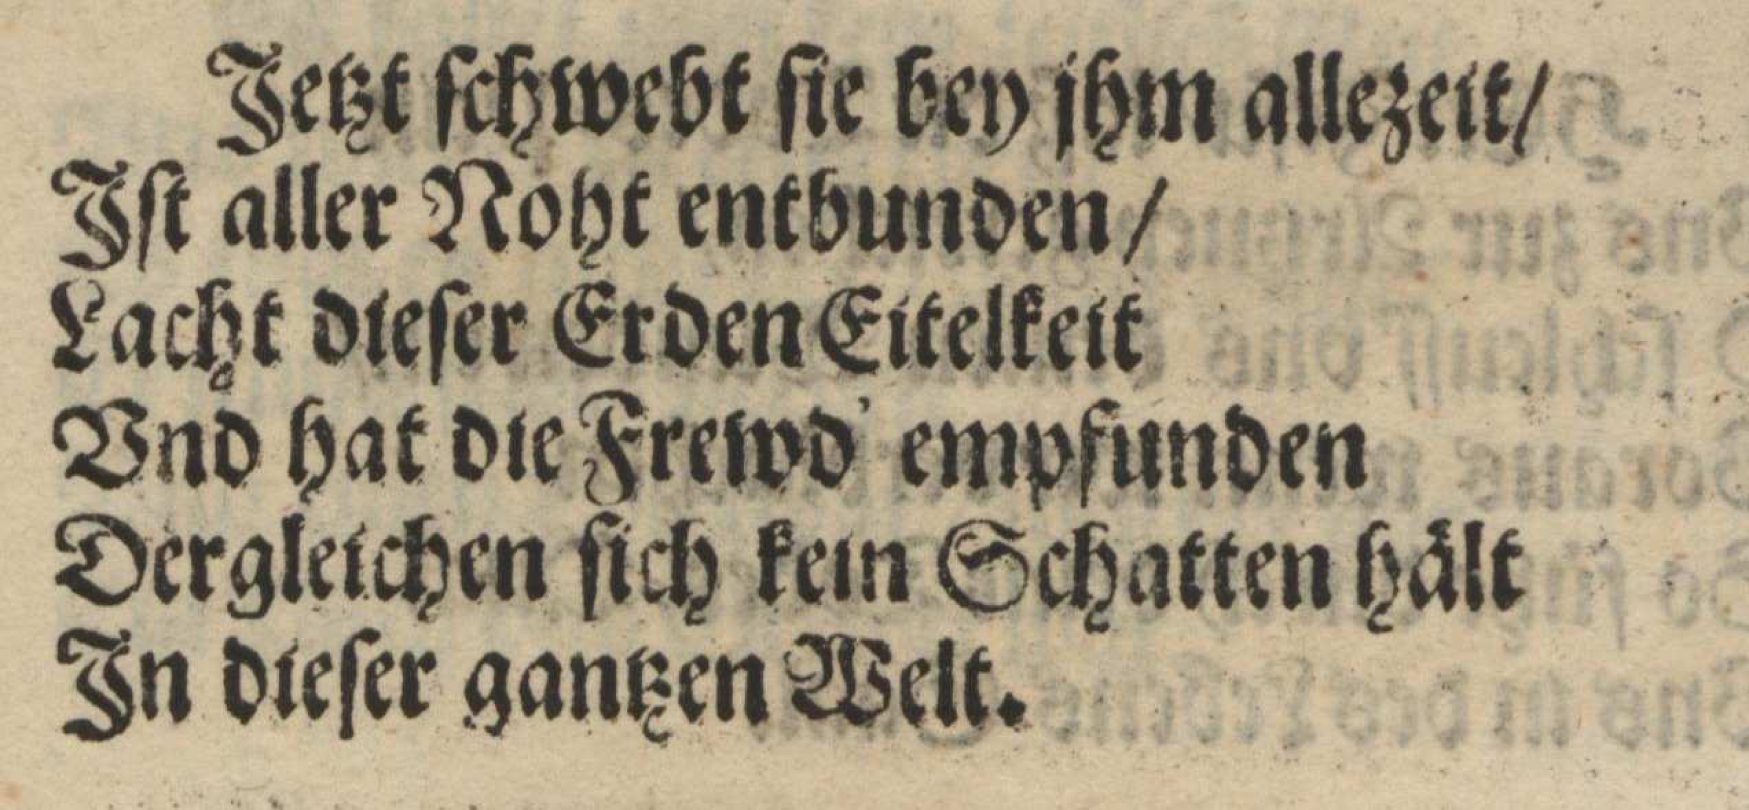 Jetzt ſchwebt ſie bey jhm allezeit/
Jſt aller Noht entbunden/
Lacht dieſer Erden Eitelkeit
Vnd hat die Frewd' empfunden
Dergleichen ſich kein Schatten hält
Jn dieſer gantzen Welt.